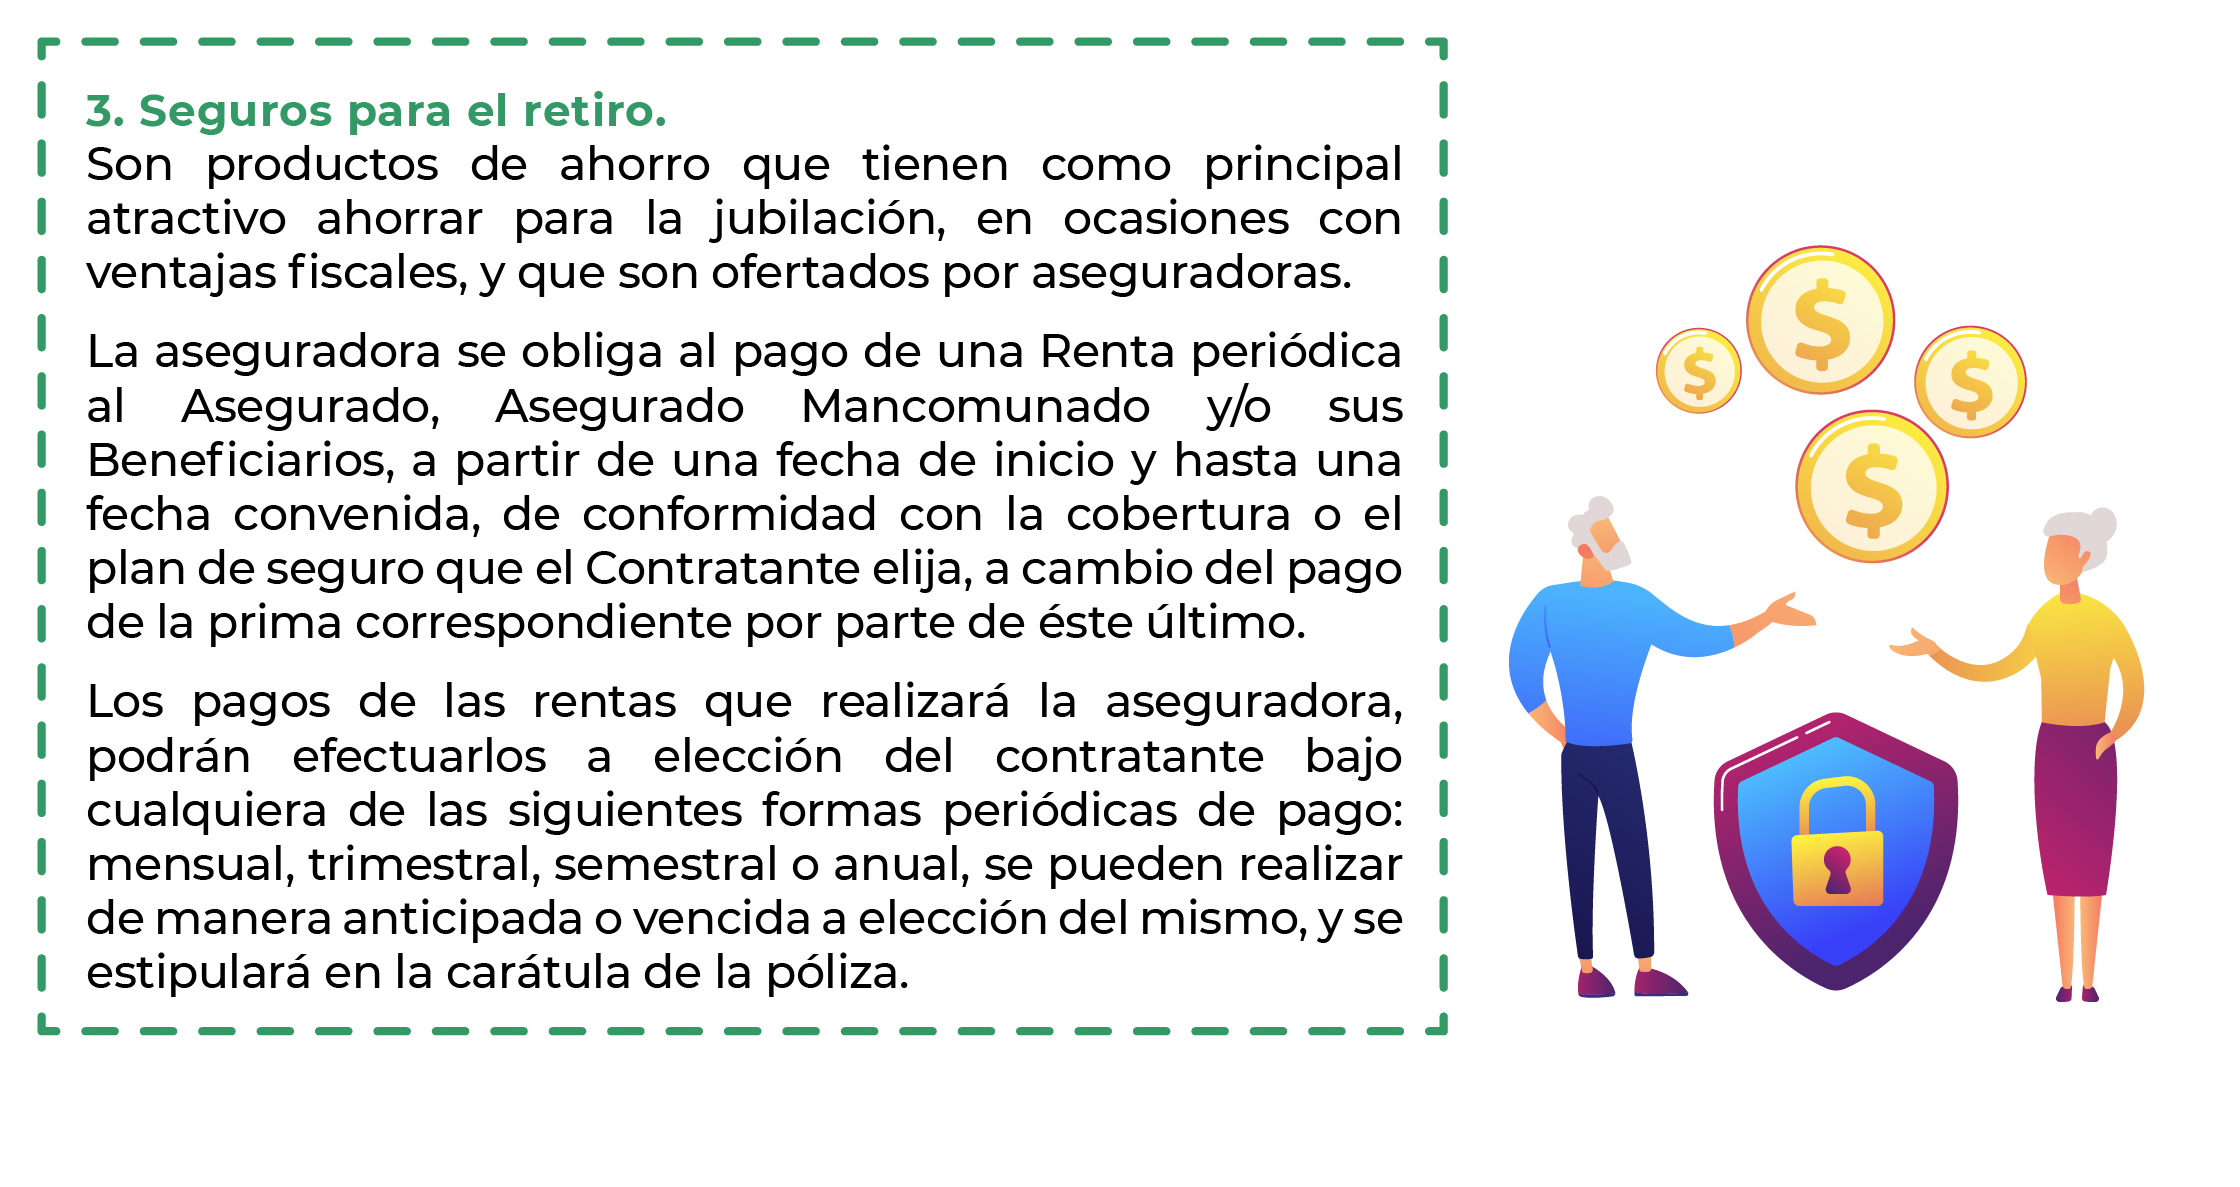 3. Seguros para el retiro.
Son productos de ahorro que tienen como principal
atractivo ahorrar para la jubilación, en ocasiones con
ventajas fiscales, y que son ofertados por aseguradoras.
La aseguradora se obliga al pago de una Renta periódica
al Asegurado, Asegurado Mancomunado y/o sus
Beneficiarios, a partir de una fecha de inicio y hasta una
fecha convenida, de conformidad con la cobertura o el
plan de seguro que el Contratante elija, a cambio del pago
de la prima correspondiente por parte de éste último.
Los pagos de las rentas que realizará la aseguradora,
podrán efectuarlos a elección del contratante bajo
cualquiera de las siguientes formas periódicas de pago:
mensual, trimestral, semestral o anual, se pueden realizar
de manera anticipada o vencida a elección del mismo, y se
estipulará en la carátula de la póliza.
$
$
$
$